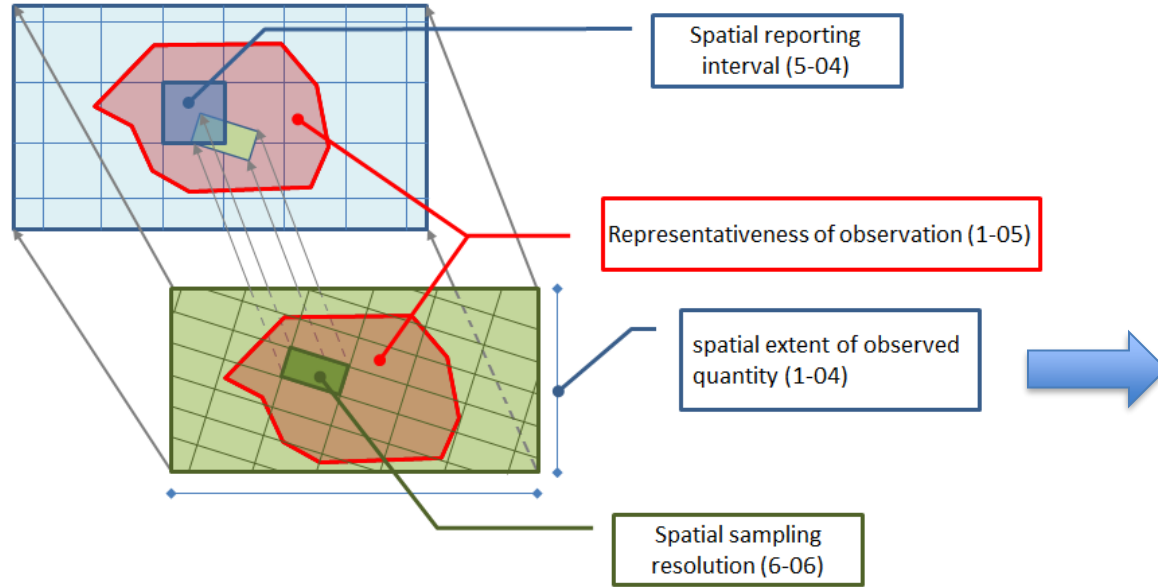 Spatial reporting
interval (5-04)
Representativeness of observation (1-05)
spatial extent of observed
quantity (1-04)
Spatial sampling
resolution (6-06)